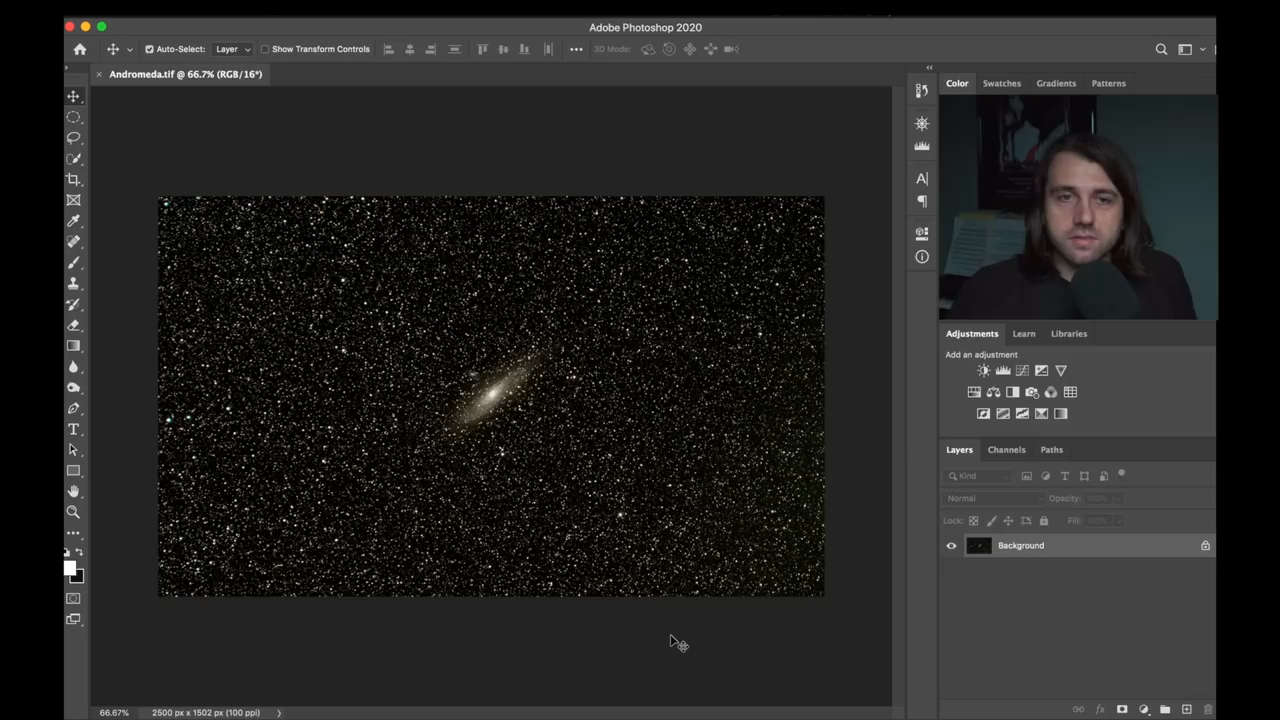 Adobe Photoshop 2020
Auto-Select: Layer Show Transform Controls 3D Mode:
Andromeda.tif @ 66.7% (RGB/16*)
Color Swatches Gradients Patterns
Adjustments Learn Libraries
Add an adjustment
Layers Channels Paths
Kind
Normal Opacity: 100%
Lock: Fill: 100%
Background
66.67% 2500 px x 1502 px (100 ppi)